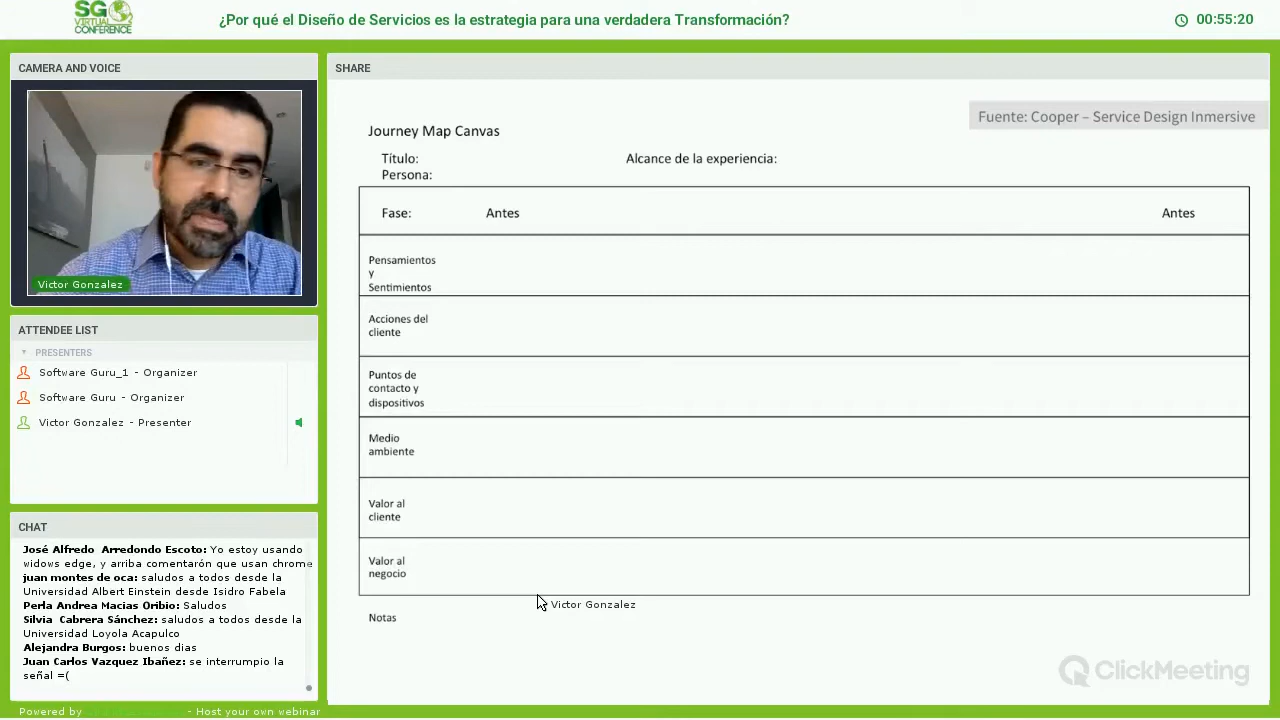 SG
VIRTUAL
CONFERENCE
¿Por qué el Diseño de Servicios es la estrategia para una verdadera Transformación?
00:55:20
CAMERA AND VOICE
Victor Gonzalez
ATTENDEE LIST
PRESENTERS
Software Guru_1 - Organizer
Software Guru - Organizer
Victor Gonzalez - Presenter
CHAT
José Alfredo Arredondo Escoto: Yo estoy usando
widows edge, y arriba comentarón que usan chrome
juan montes de oca: saludos a todos desde la
Universidad Albert Einstein desde Isidro Fabela
Perla Andrea Macias Oribio: Saludos
Silvia Cabrera Sánchez: saludos a todos desde la
Universidad Loyola Acapulco
Alejandra Burgos: buenos dias
Juan Carlos Vazquez Ibañez: se interrumpio la
señal =(
Powered by - Host your own webinar
SHARE
Fuente: Cooper – Service Design Inmersive
Journey Map Canvas
Título: Alcance de la experiencia:
Persona:
Fase: Antes Antes
Pensamientos
y
Sentimientos
Acciones del
cliente
Puntos de
contacto y
dispositivos
Medio
ambiente
Valor al
cliente
Valor al
negocio
Victor Gonzalez
Notas
ClickMeeting